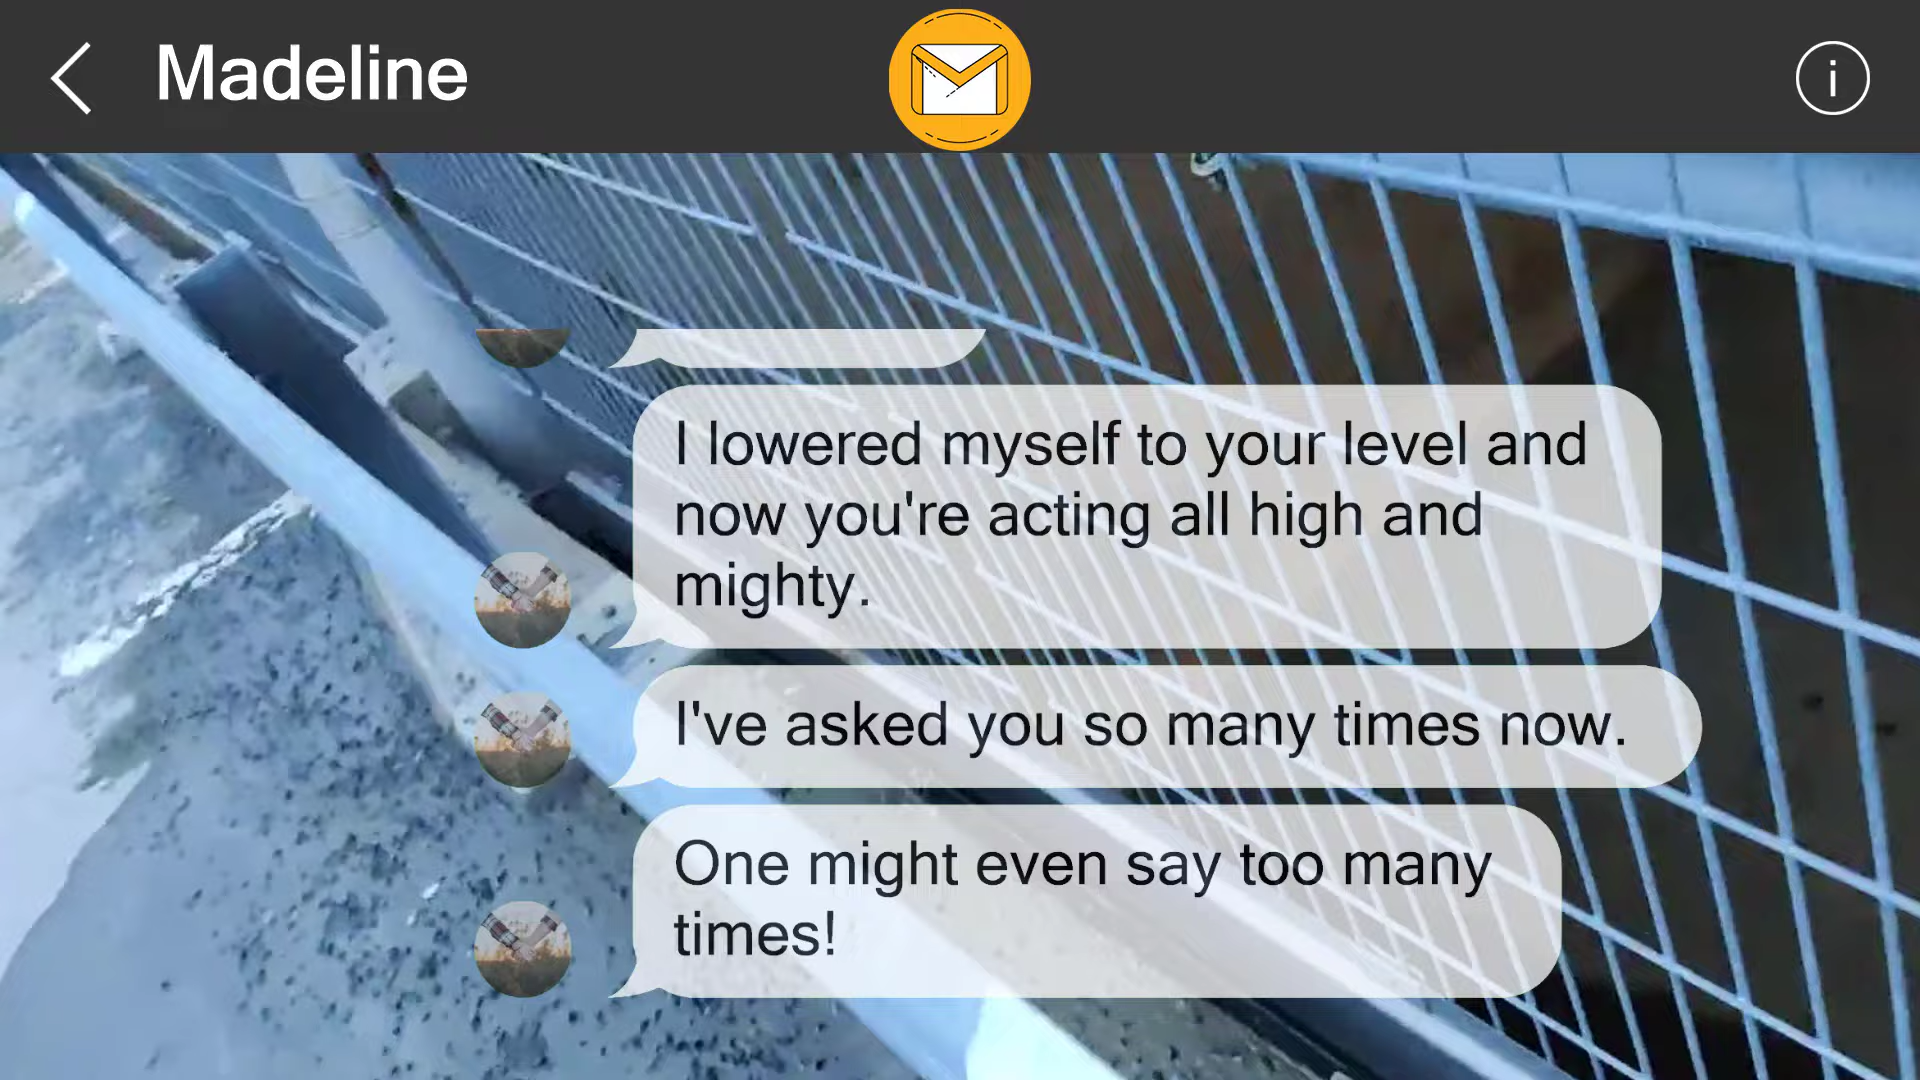 Madeline
i
I lowered myself to your level and
now you're acting all high and
mighty.
I've asked you so many times now.
One might even say too many
times!